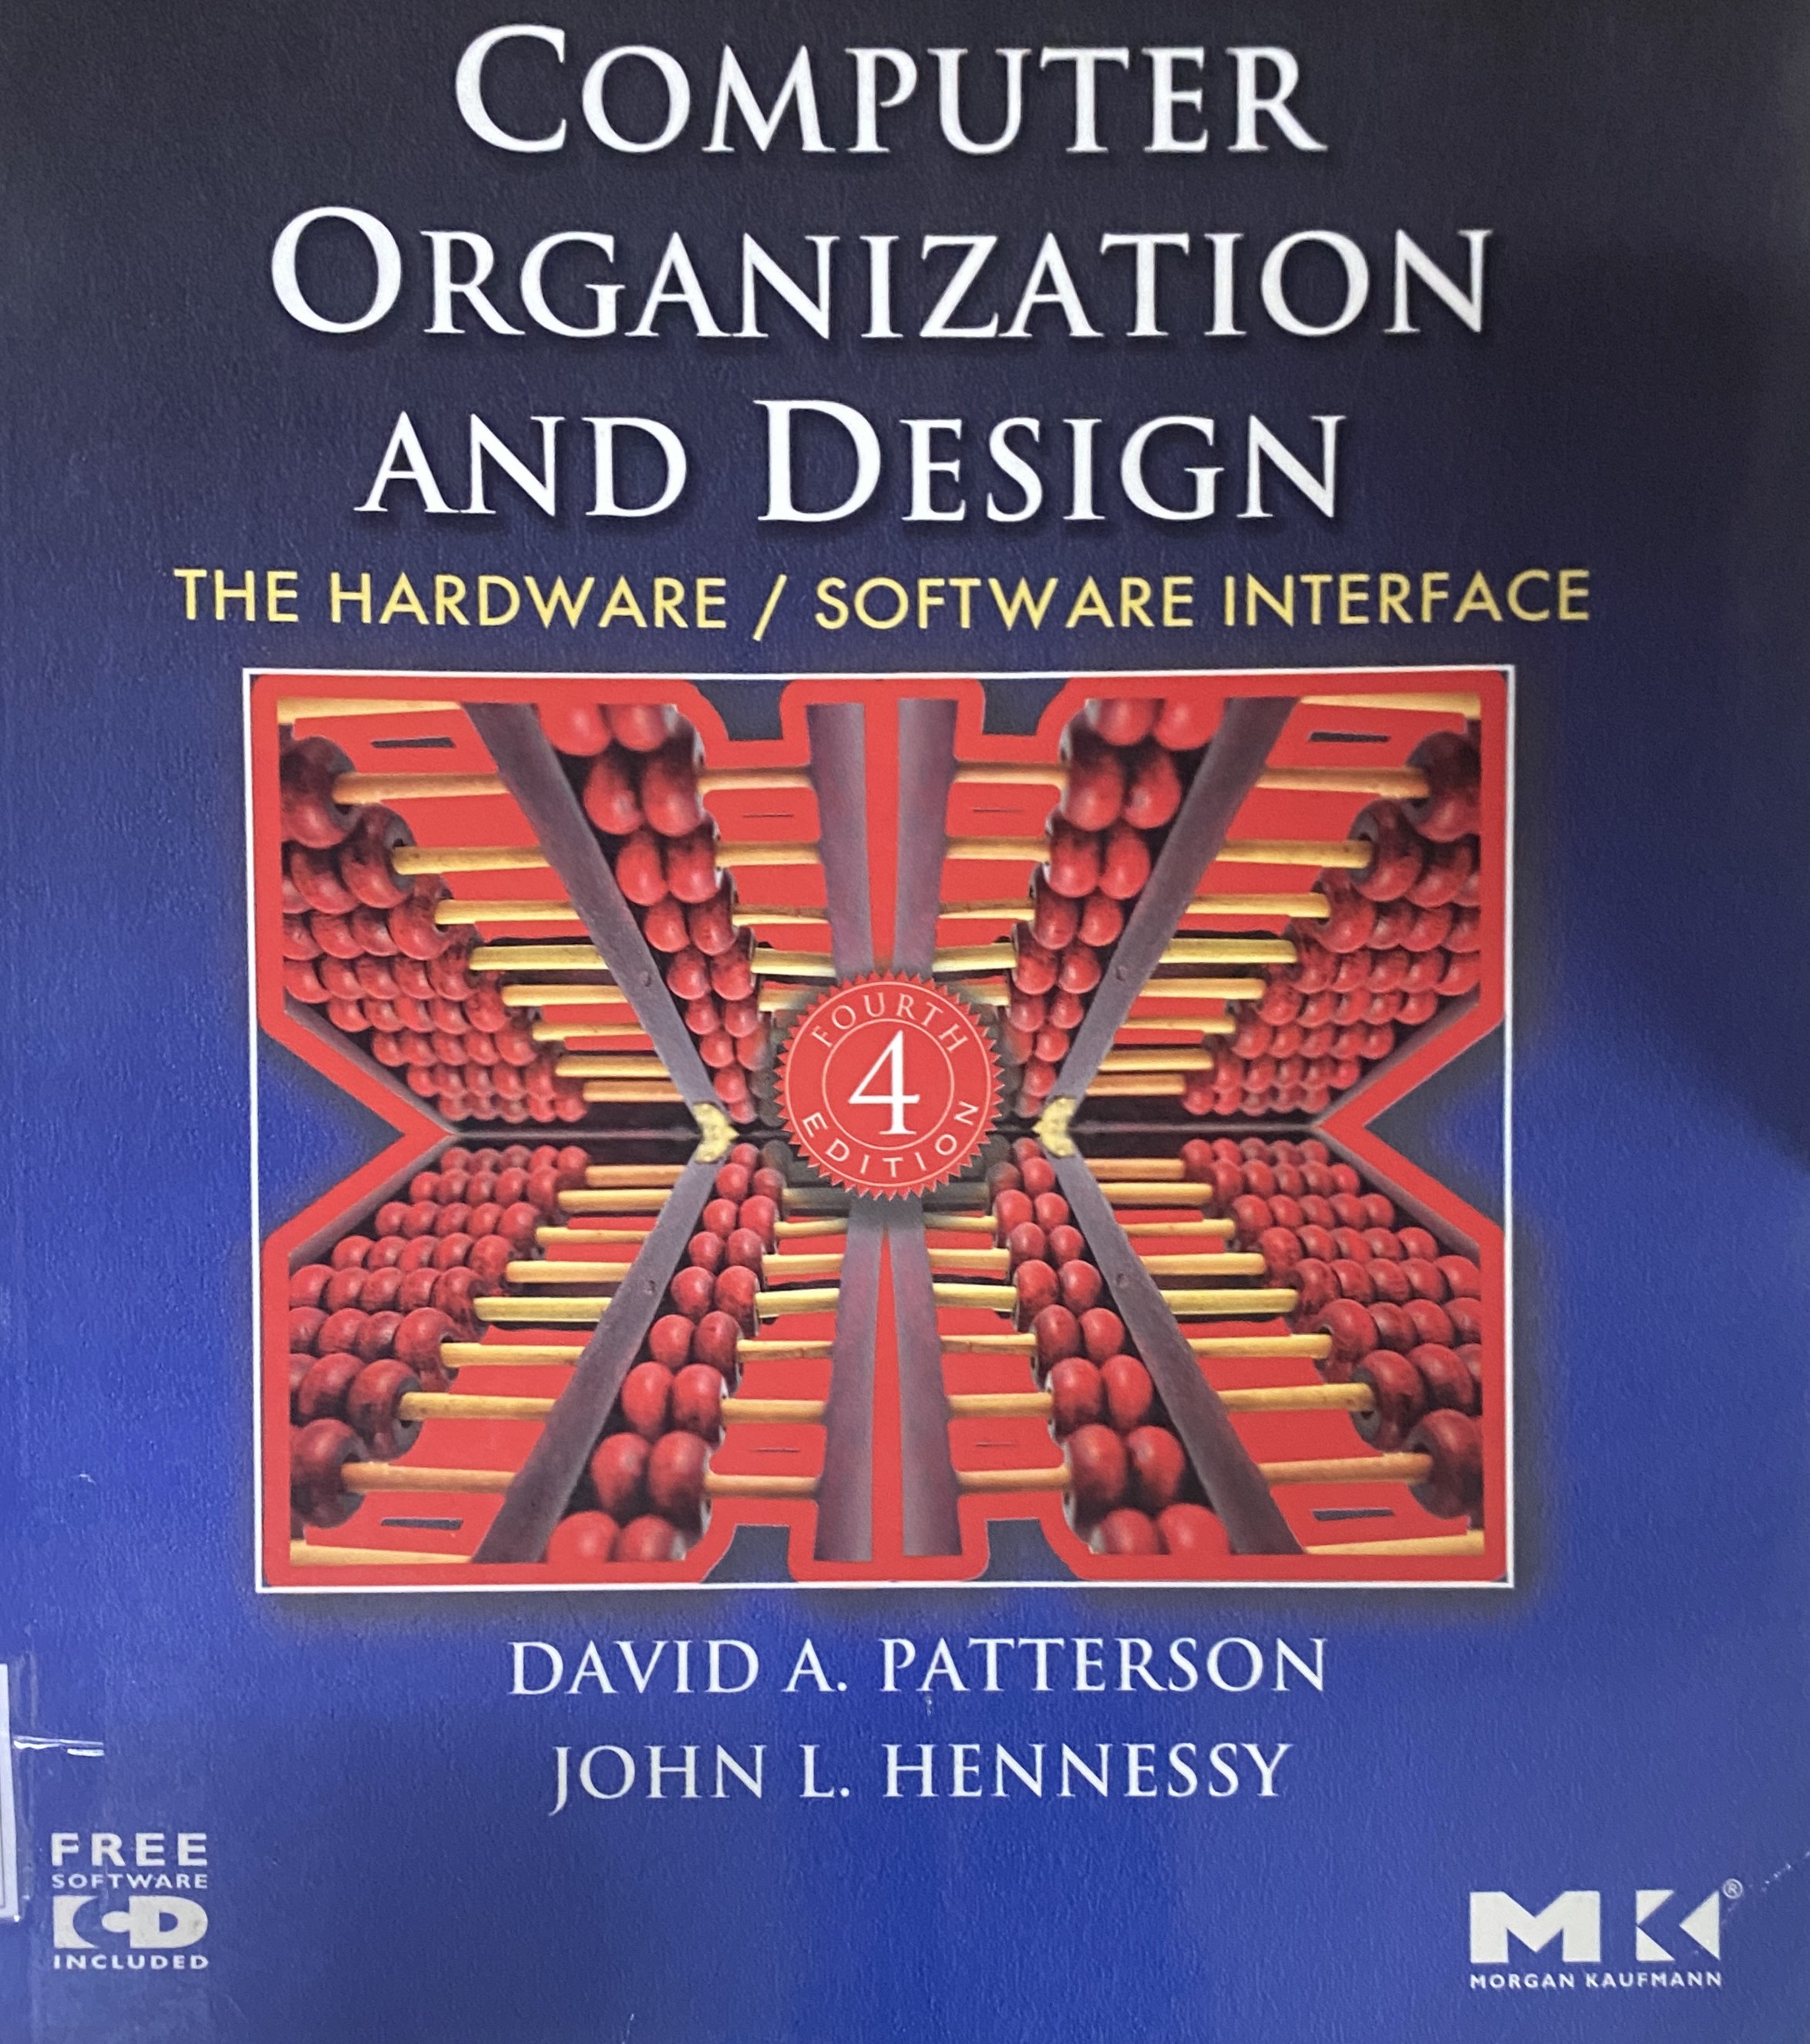 COMPUTER
ORGANIZATION
AND DESIGN
THE HARDWARE / SOFTWARE INTERFACE
FOURTH
4
EDITION
DAVID A. PATTERSON
JOHN L. HENNESSY
FREE
SOFTWARE
CD
INCLUDED
MK®
MORGAN KAUFMANN